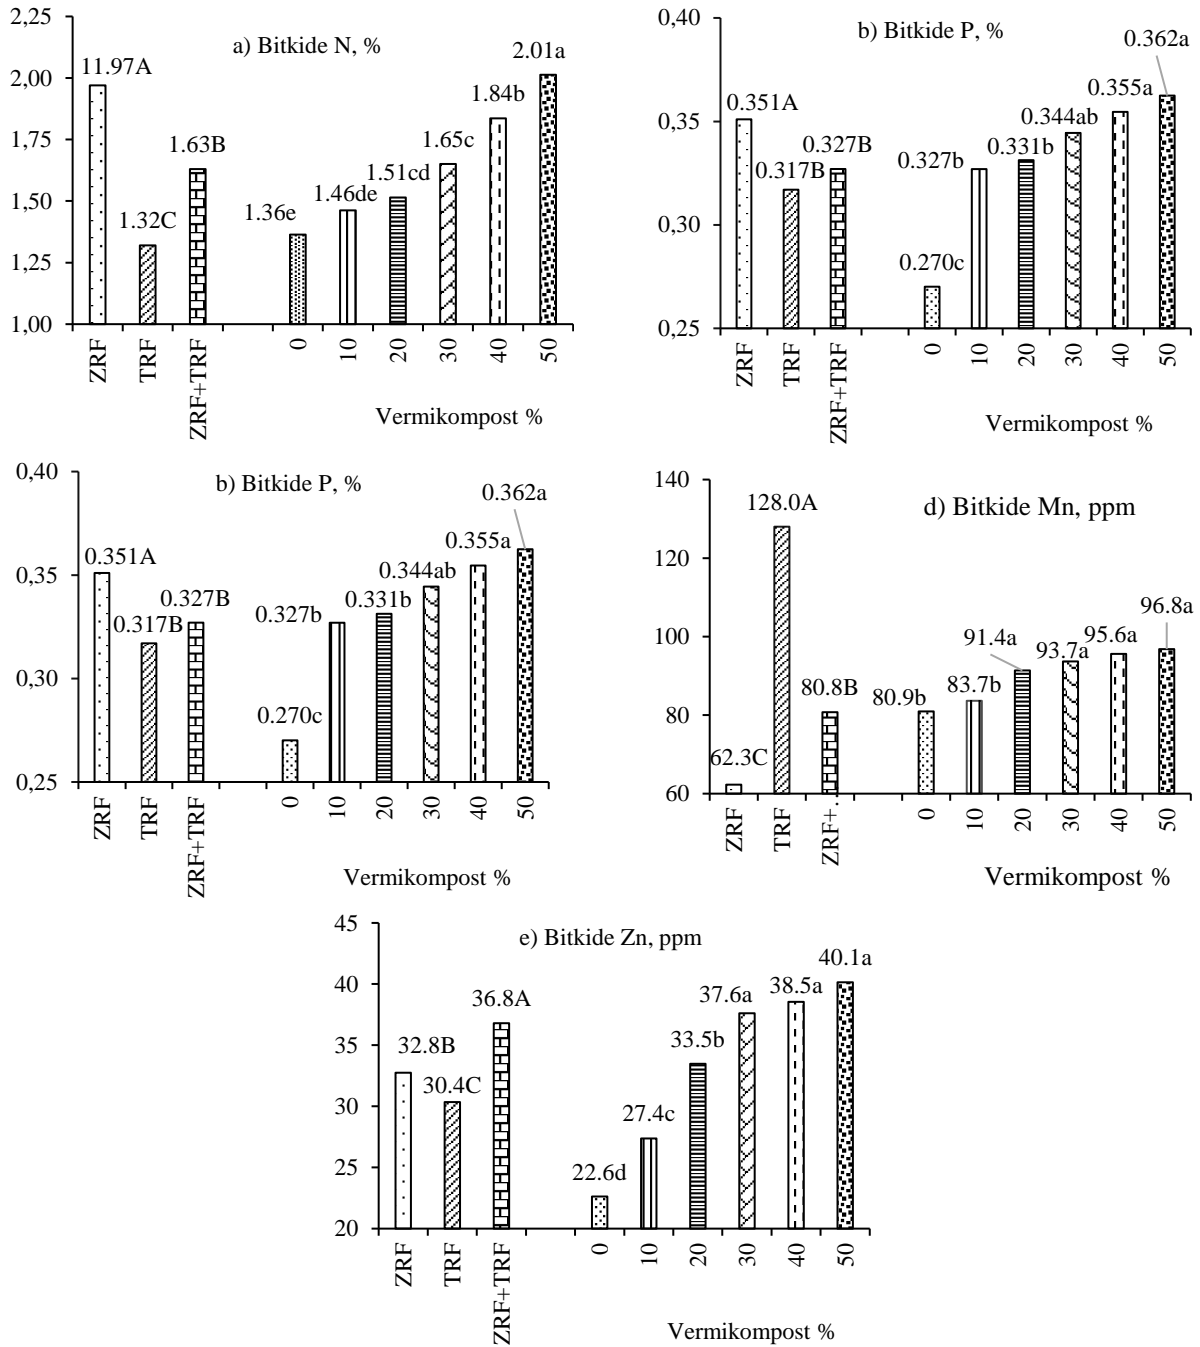 a) Bitkide N, %
2,25
2,00
1,75
1,50
1,25
1,00
11.97A
1.32C
1.63B
1.36e
1.46de
1.51cd
1.65c
1.84b
2.01a
ZRF
TRF
ZRF+TRF
0
10
20
30
40
50
Vermikompost %
b) Bitkide P, %
0,40
0,35
0,30
0,25
0.351A
0.317B
0.327B
0.270c
0.327b
0.331b
0.344ab
0.355a
0.362a
ZRF
TRF
ZRF+TRF
0
10
20
30
40
50
Vermikompost %
b) Bitkide P, %
0,40
0,35
0,30
0,25
0.351A
0.317B
0.327B
0.270c
0.327b
0.331b
0.344ab
0.355a
0.362a
ZRF
TRF
ZRF+TRF
0
10
20
30
40
50
Vermikompost %
d) Bitkide Mn, ppm
140
120
100
80
60
62.3C
128.0A
80.8B
80.9b
83.7b
91.4a
93.7a
95.6a
96.8a
ZRF
TRF
ZRF+…
0
10
20
30
40
50
Vermikompost %
e) Bitkide Zn, ppm
45
40
35
30
25
20
32.8B
30.4C
36.8A
22.6d
27.4c
33.5b
37.6a
38.5a
40.1a
ZRF
TRF
ZRF+TRF
0
10
20
30
40
50
Vermikompost %